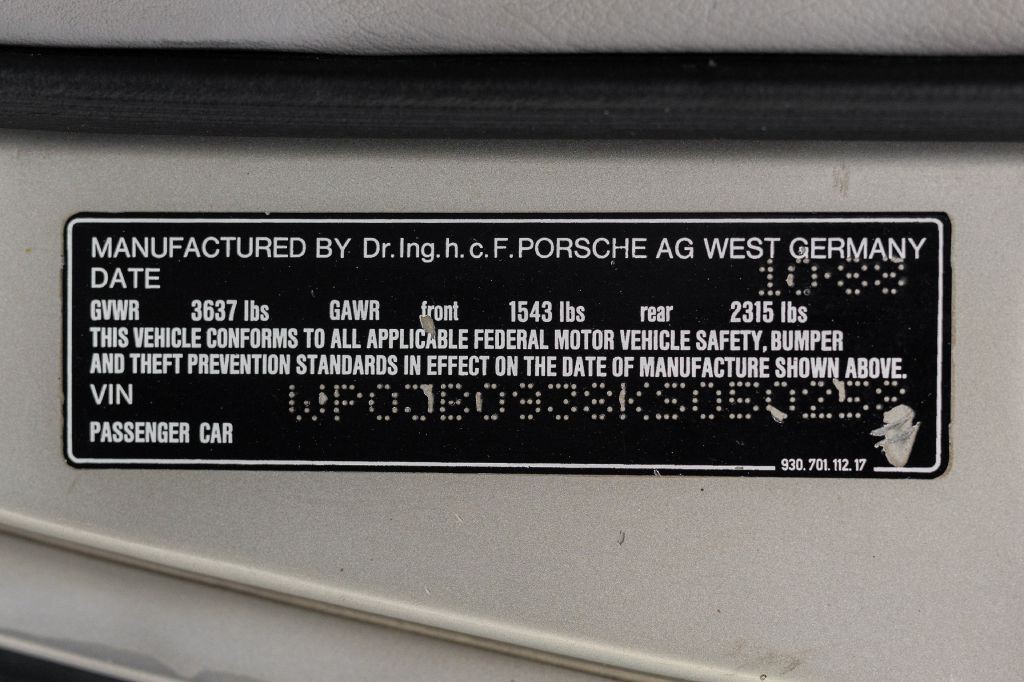 MANUFACTURED BY Dr.Ing.h.c.F.PORSCHE AG WEST GERMANY
DATE 10-88
GVWR 3637 lbs GAWR front 1543 lbs rear 2315 lbs
THIS VEHICLE CONFORMS TO ALL APPLICABLE FEDERAL MOTOR VEHICLE SAFETY, BUMPER
AND THEFT PREVENTION STANDARDS IN EFFECT ON THE DATE OF MANUFACTURE SHOWN ABOVE.
VIN
PASSENGER CAR
930.701.112.17